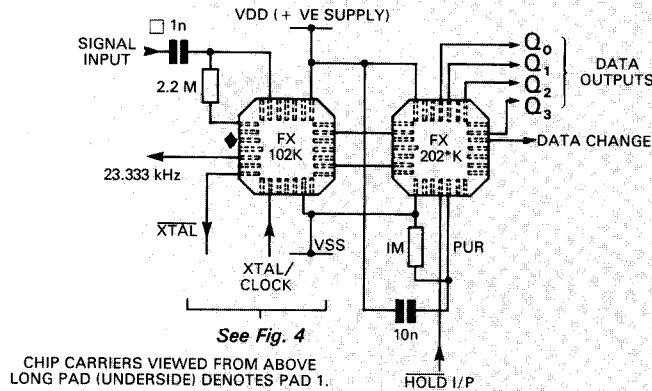 1n
VDD (+ VE SUPPLY)
SIGNAL
INPUT
2.2 M
Q0
Q1
Q2
Q3
DATA
OUTPUTS
FX
102K
FX
202*K
DATA CHANGE
23.333 kHz
XTAL
VSS
IM
PUR
XTAL/
CLOCK
10n
See Fig. 4
CHIP CARRIERS VIEWED FROM ABOVE
LONG PAD (UNDERSIDE) DENOTES PAD 1.
HOLD I/P